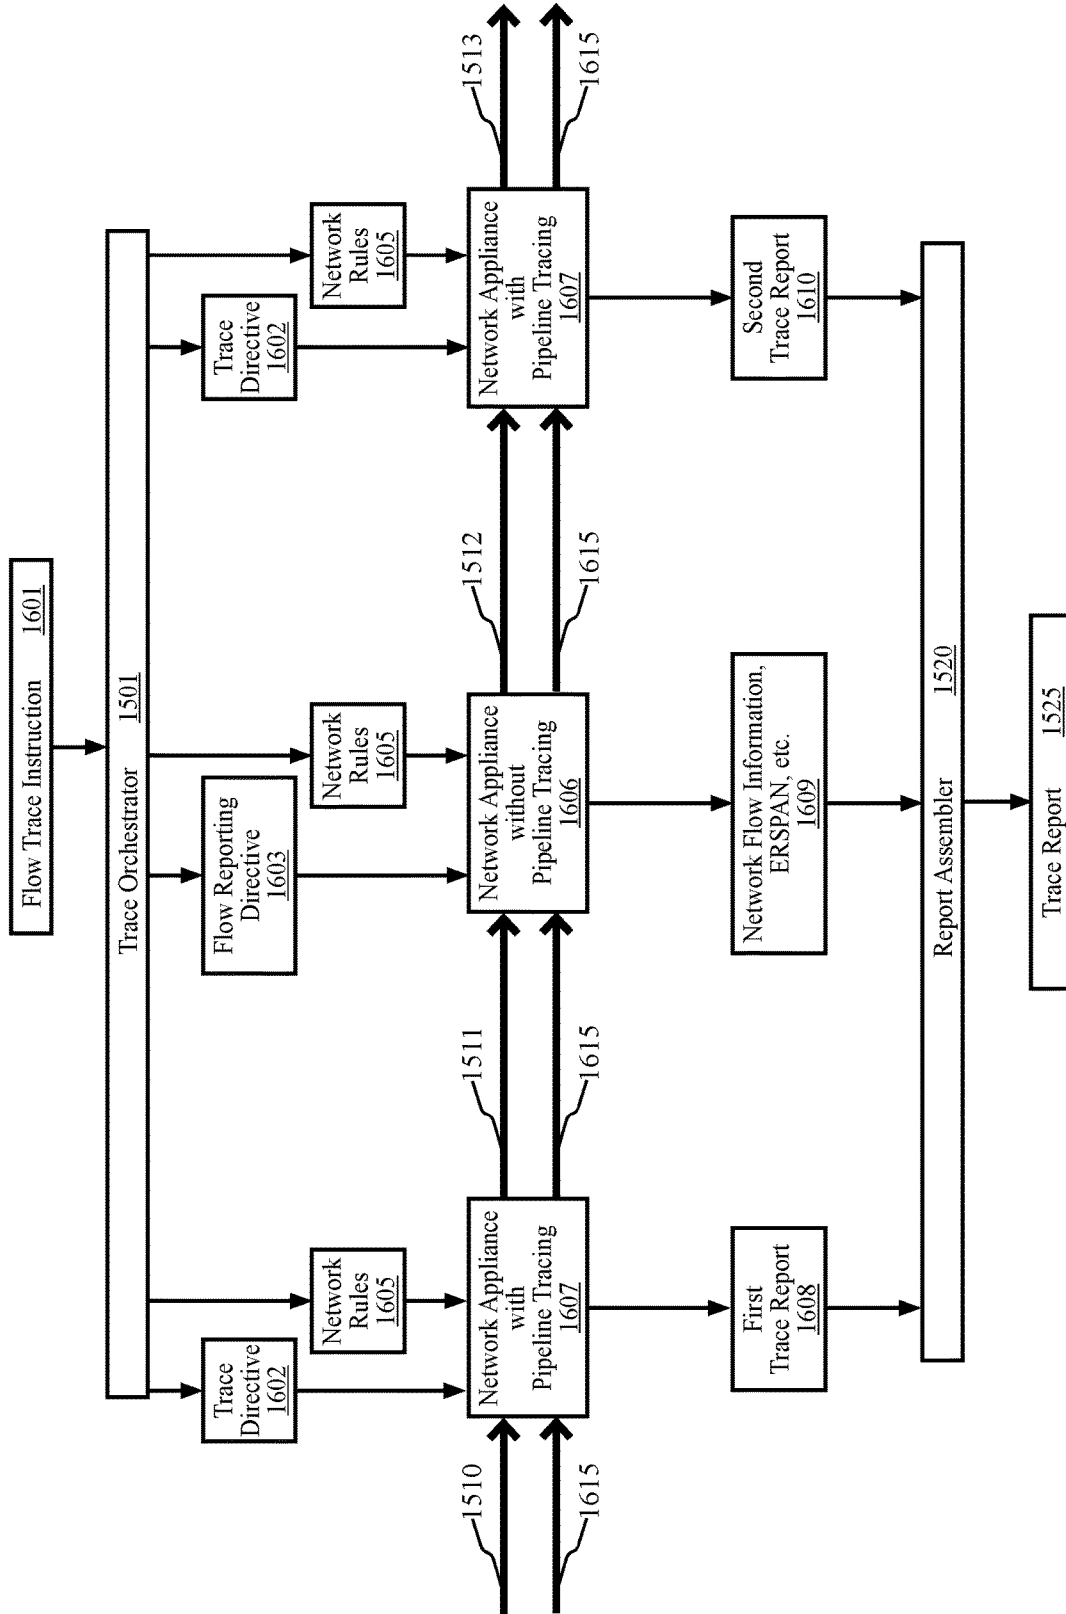 Flow Trace Instruction 1601
Trace Orchestrator 1501
Trace
Directive
1602
Flow Reporting
Directive
1603
Trace
Directive
1602
Network
Rules
1605
Network
Rules
1605
Network
Rules
1605
1510
1511
1512
1513
Network Appliance
with
Pipeline Tracing
1607
Network Appliance
without
Pipeline Tracing
1606
Network Appliance
with
Pipeline Tracing
1607
1615
1615
1615
1615
First
Trace Report
1608
Network Flow Information,
ERSPAN, etc.
1609
Second
Trace Report
1610
Report Assembler 1520
Trace Report 1525